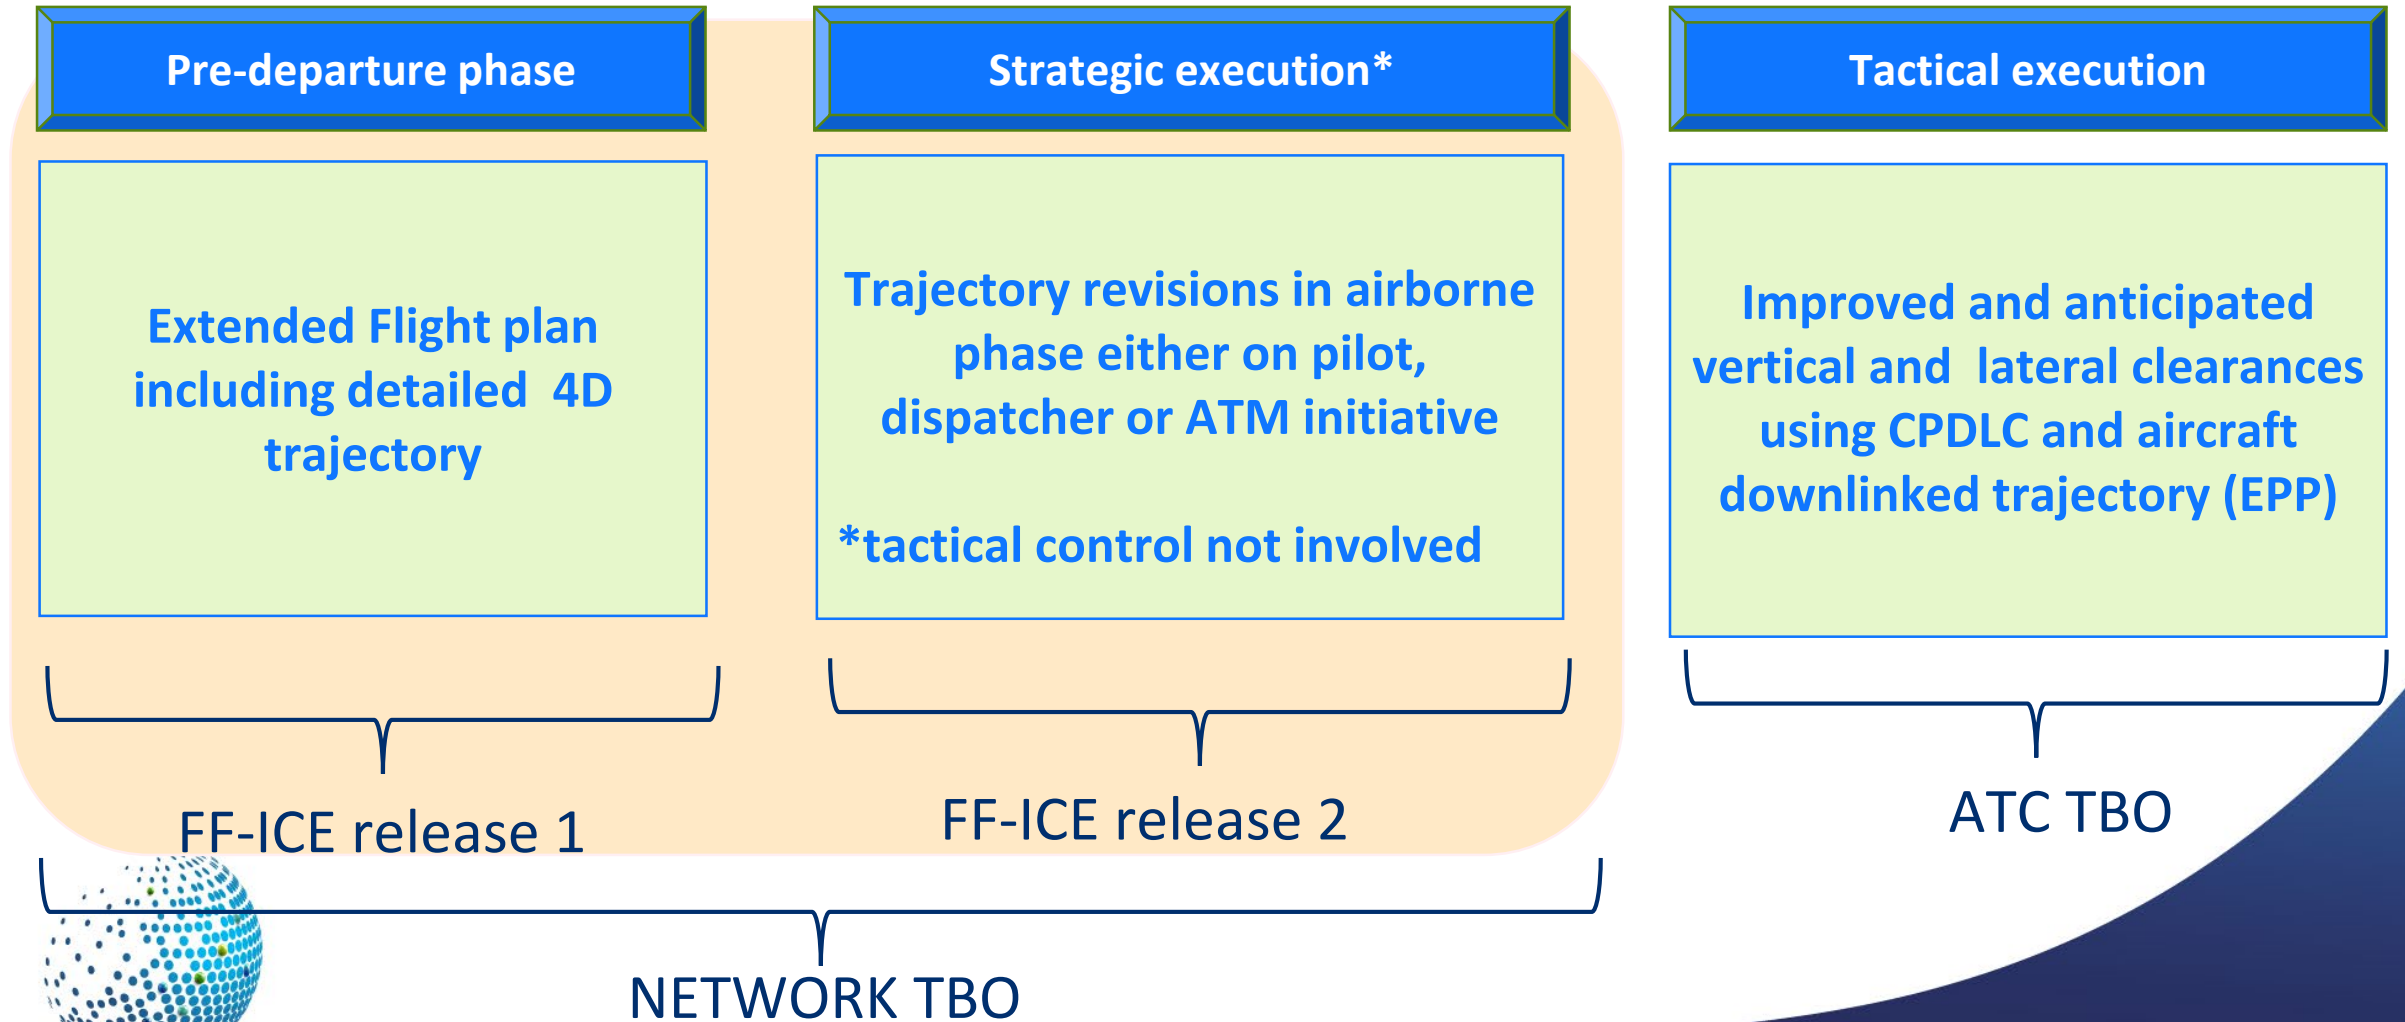 Pre-departure phase
Strategic execution*
Tactical execution
Extended Flight plan
including detailed 4D
trajectory
Trajectory revisions in airborne
phase either on pilot,
dispatcher or ATM initiative
*tactical control not involved
Improved and anticipated
vertical and lateral clearances
using CPDLC and aircraft
downlinked trajectory (EPP)
FF-ICE release 1
FF-ICE release 2
ATC TBO
NETWORK TBO